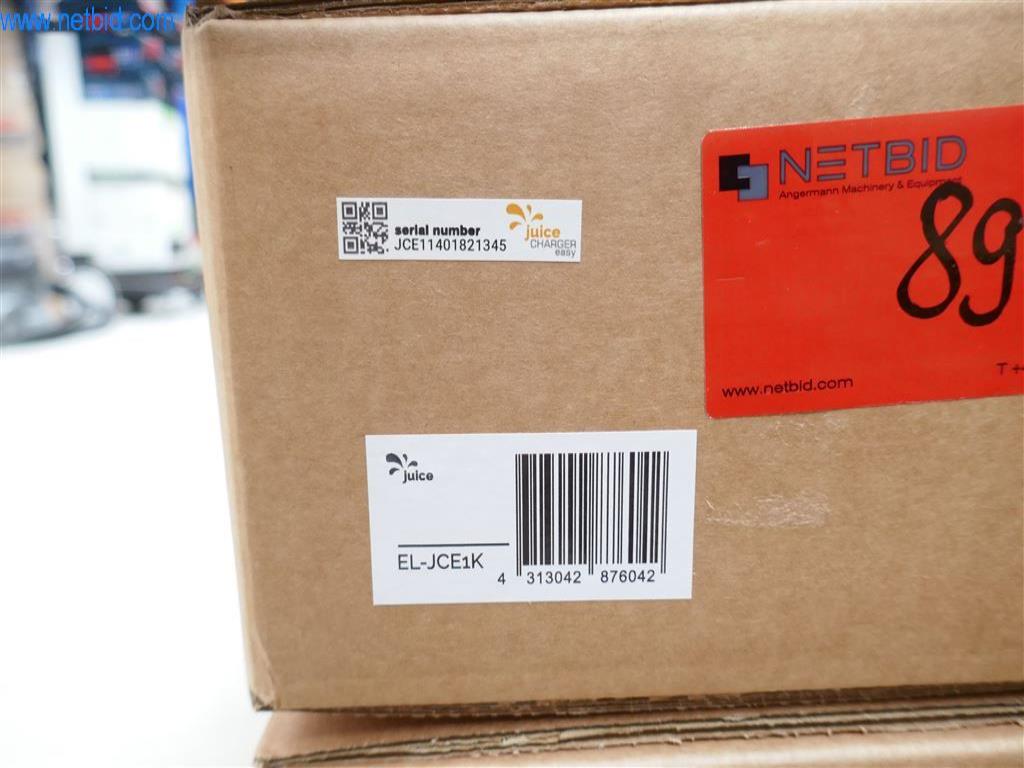 www.netbid.com
NETBID
Angermann Machinery & Equipment
89
serial number
JCE11401821345
juice
CHARGER
easy
www.netbid.com
juice
EL-JCE1K
4 313042 876042